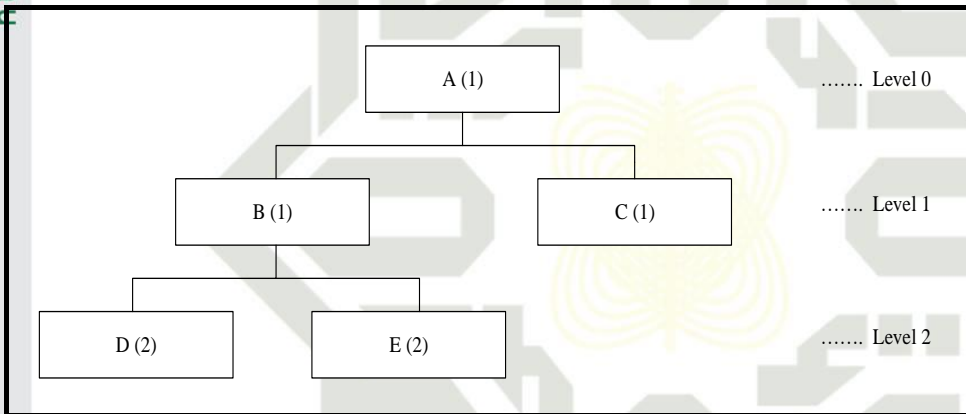 A (1) ……. Level 0
B (1) C (1) ……. Level 1
D (2) E (2) ……. Level 2